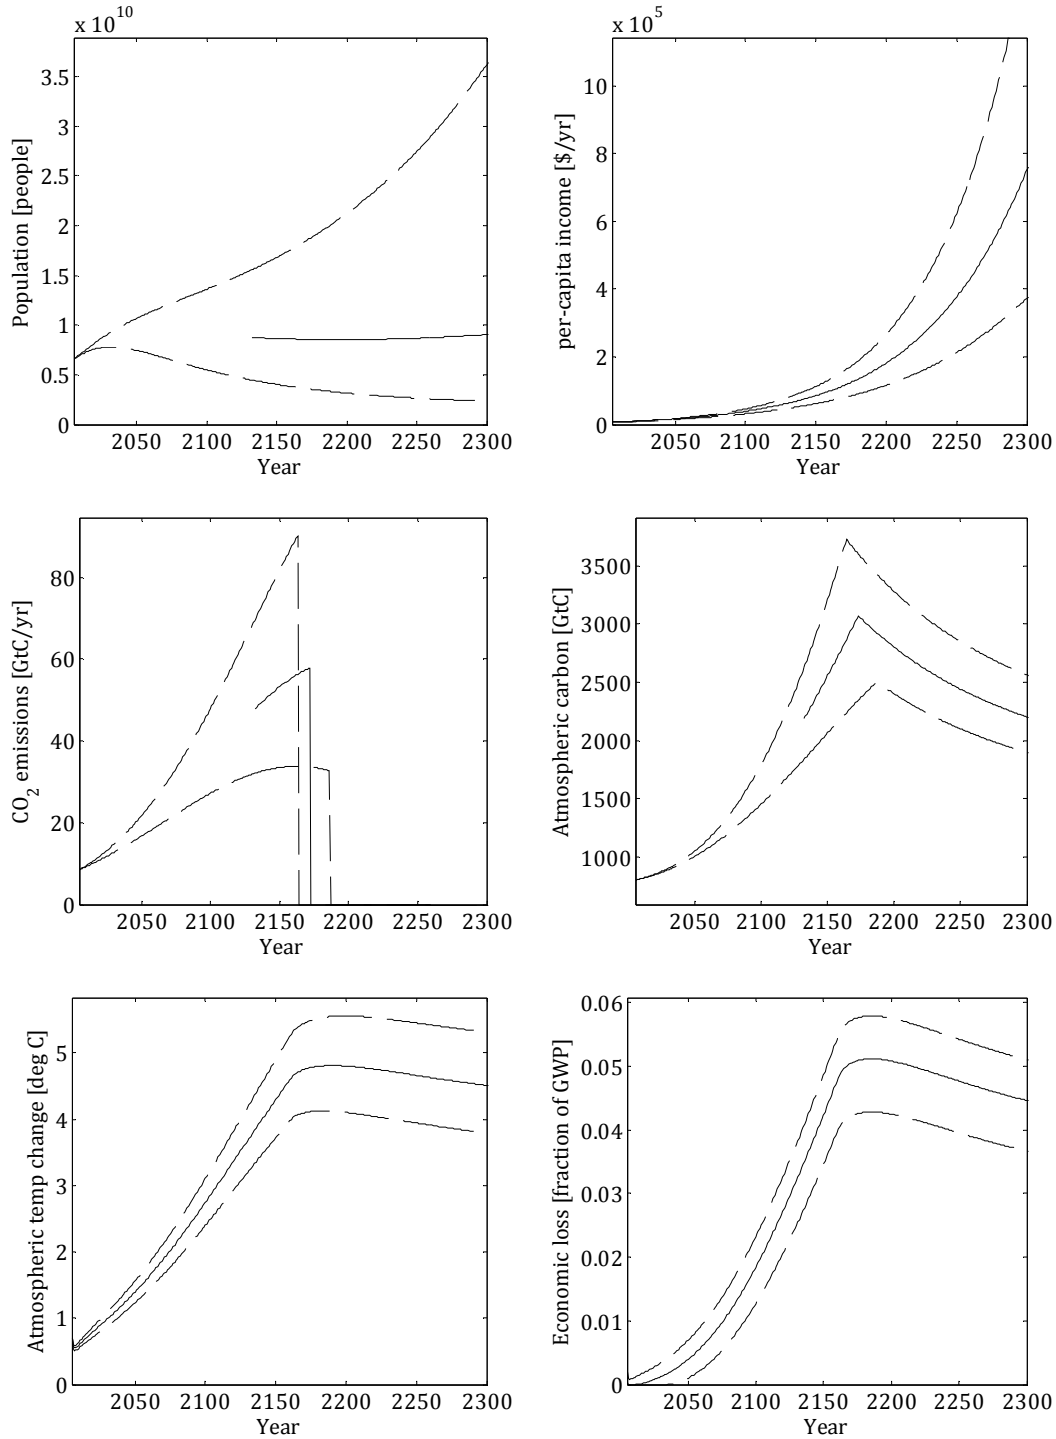 x 10^10
3.5
3
2.5
2
1.5
1
0.5
0
Population [people]
2050 2100 2150 2200 2250 2300
Year
x 10^5
10
8
6
4
2
0
per-capita income [$/yr]
2050 2100 2150 2200 2250 2300
Year
80
60
40
20
0
CO2 emissions [GtC/yr]
2050 2100 2150 2200 2250 2300
Year
3500
3000
2500
2000
1500
1000
Atmospheric carbon [GtC]
2050 2100 2150 2200 2250 2300
Year
5
4
3
2
1
0
Atmospheric temp change [deg C]
2050 2100 2150 2200 2250 2300
Year
0.06
0.05
0.04
0.03
0.02
0.01
0
Economic loss [fraction of GWP]
2050 2100 2150 2200 2250 2300
Year